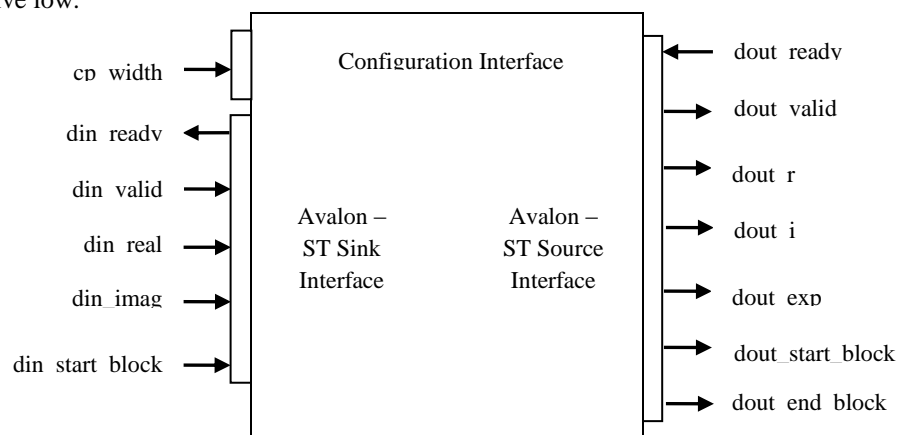 ive low.
Configuration Interface
cp width
din ready
din valid
din real
din_imag
din start block
Avalon –
ST Sink
Interface
Avalon –
ST Source
Interface
dout ready
dout valid
dout r
dout i
dout exp
dout_start_block
dout end block